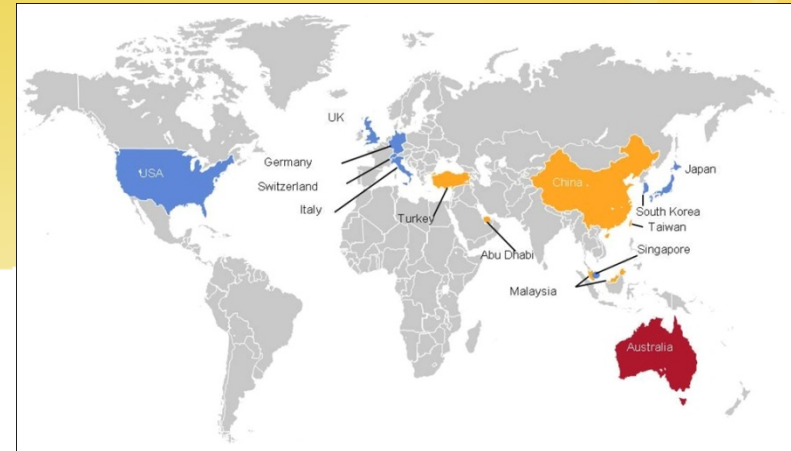 UK
Germany
USA
Switzerland
Italy
Turkey
Abu Dhabi
China
Japan
South Korea
Taiwan
Singapore
Malaysia
Australia